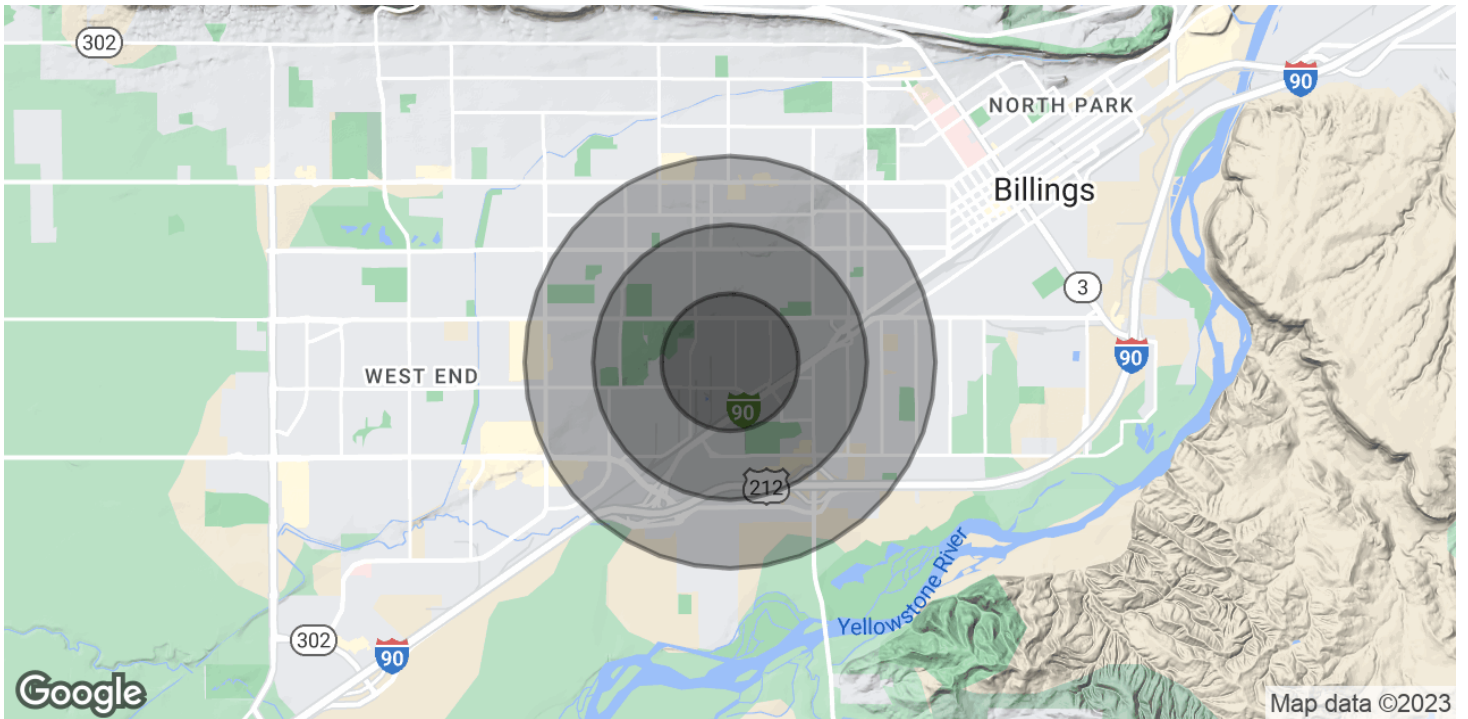 302
90
NORTH PARK
Billings
3
90
WEST END
90
212
Yellowstone River
302
90
Google
Map data ©2023